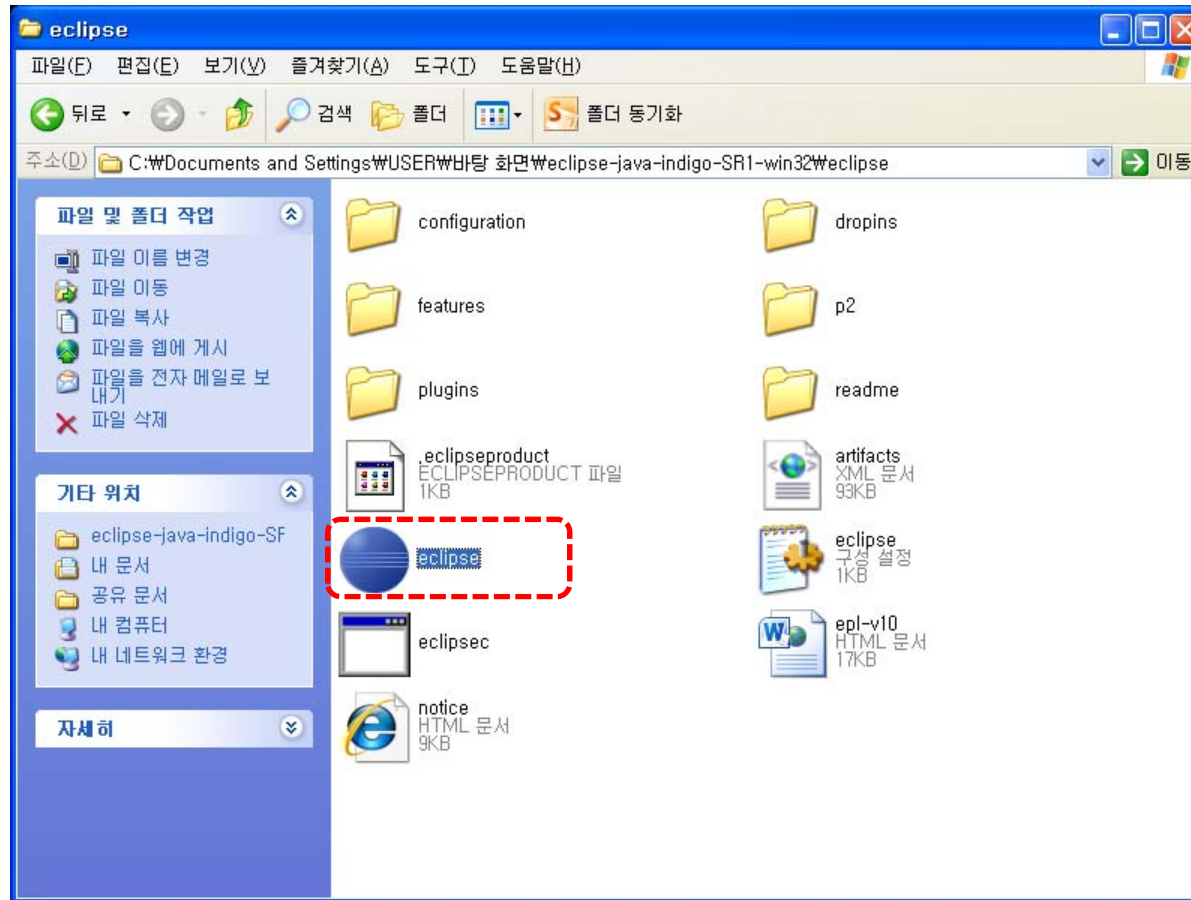 eclipse
파일(F) 편집(E) 보기(V) 즐겨찾기(A) 도구(T) 도움말(H)
뒤로 검색 폴더 폴더 동기화
주소(D) C:₩Documents and Settings₩USER₩바탕 화면₩eclipse-java-indigo-SR1-win32₩eclipse 이동
파일 및 폴더 작업
파일 이름 변경
파일 이동
파일 복사
파일을 웹에 게시
파일을 전자 메일로 보
내기
파일 삭제
기타 위치
eclipse-java-indigo-SF
내 문서
공유 문서
내 컴퓨터
내 네트워크 환경
자세히
configuration
dropins
features
p2
plugins
readme
.eclipseproduct
ECLIPSEPRODUCT 파일
1KB
artifacts
XML 문서
93KB
eclipse
eclipse
구성 설정
1KB
eclipsec
epl-v10
HTML 문서
17KB
notice
HTML 문서
9KB